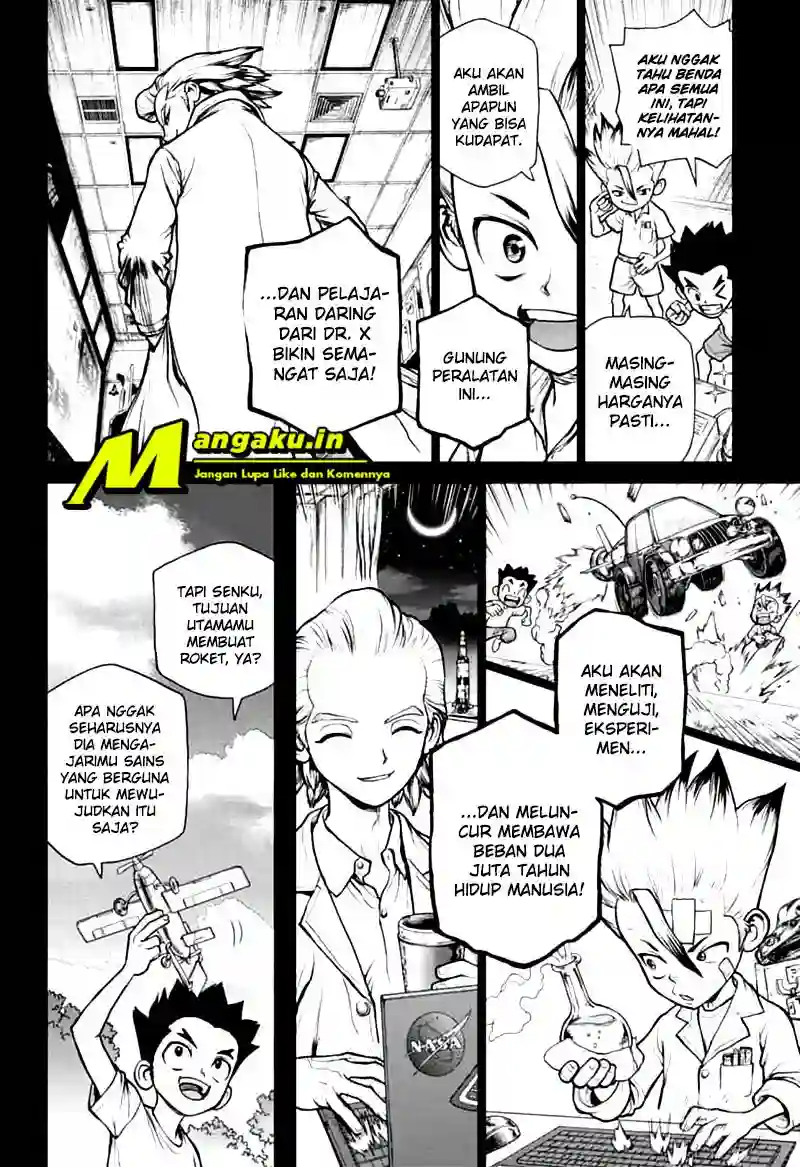 AKU NGGAK
TAHU BENDA
APA SEMUA
INI, TAPI
KELIHATAN-
NYA MAHAL!
MASING-
MASING
HARGANYA
PASTI...
AKU AKAN
AMBIL
APAPUN
YANG BISA
KUDAPAT.
GUNUNG
PERALATAN
INI...
...DAN PELAJA-
RAN DARING
DARI DR. X
BIKIN SEMA-
NGAT SAJA!
Mangaku.in
Jangan Lupa Like dan Komennya
AKU AKAN
MENELITI,
MENGUJI,
EKSPERI-
MEN...
...DAN MELUN-
CUR MEMBAWA
BEBAN DUA
JUTA TAHUN
HIDUP MANUSIA!
NASA
TAPI SENKU,
TUJUAN
UTAMAMU
MEMBUAT
ROKET, YA?
APA NGGAK
SEHARUSNYA
DIA MENGA-
JARIMU SAINS
YANG BERGUNA
UNTUK MEWU-
JUDKAN ITU
SAJA?